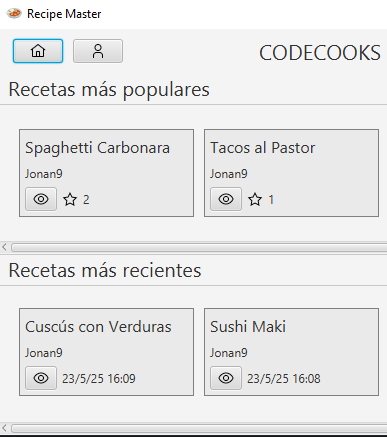 Recipe Master
CODECOOKS
Recetas más populares
Spaghetti Carbonara
Jonan9
2
Tacos al Pastor
Jonan9
1
Recetas más recientes
Cuscús con Verduras
Jonan9
23/5/25 16:09
Sushi Maki
Jonan9
23/5/25 16:08